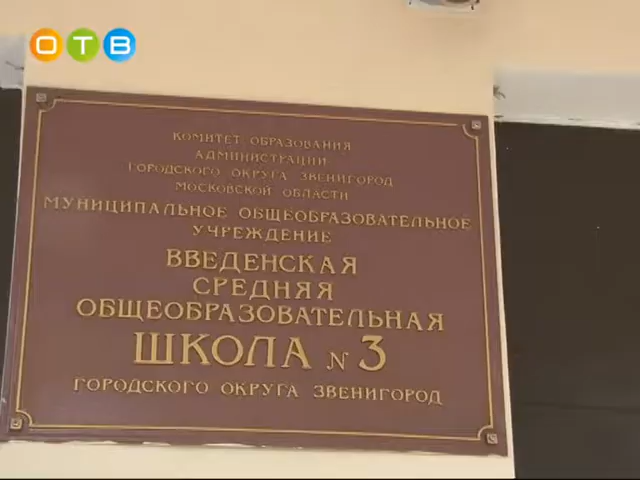 ОТВ
КОМИТЕТ ОБРАЗОВАНИЯ
АДМИНИСТРАЦИИ
ГОРОДСКОГО ОКРУГА ЗВЕНИГОРОД
МОСКОВСКОЙ ОБЛАСТИ
МУНИЦИПАЛЬНОЕ ОБЩЕОБРАЗОВАТЕЛЬНОЕ
УЧРЕЖДЕНИЕ
ВВЕДЕНСКАЯ
СРЕДНЯЯ
ОБЩЕОБРАЗОВАТЕЛЬНАЯ
ШКОЛА N 3
ГОРОДСКОГО ОКРУГА ЗВЕНИГОРОД